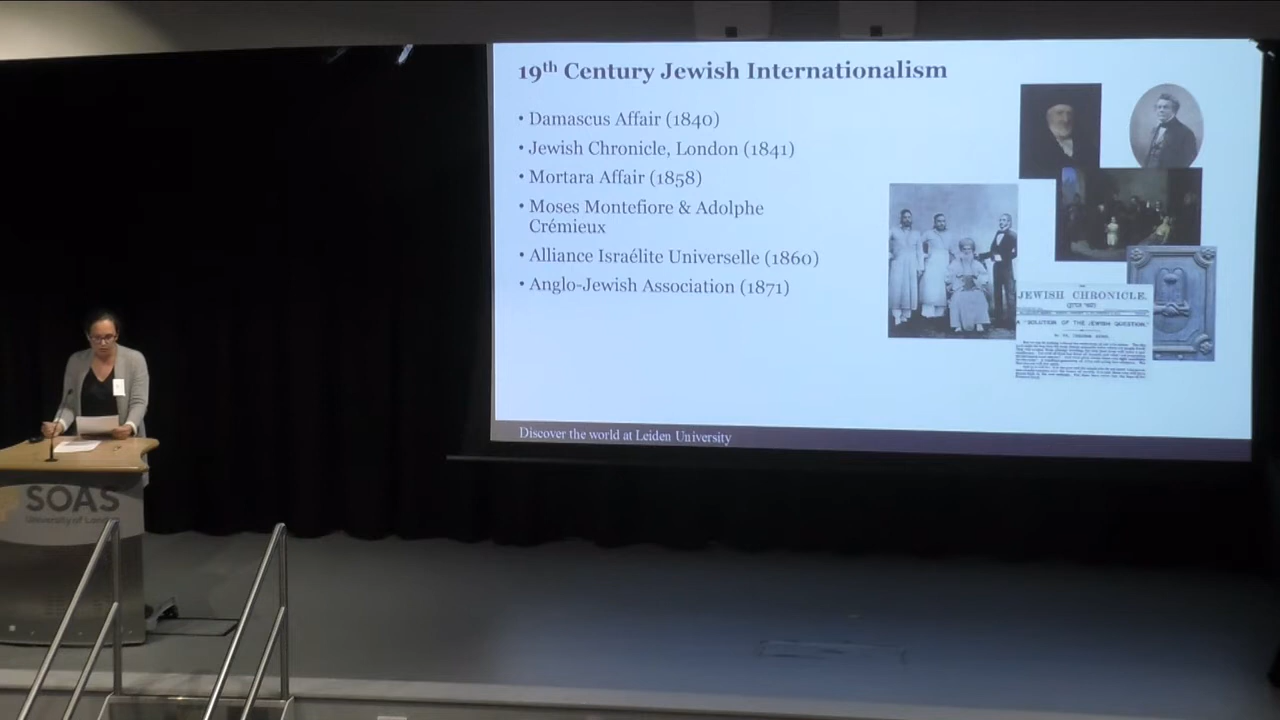 19th Century Jewish Internationalism
• Damascus Affair (1840)
• Jewish Chronicle, London (1841)
• Mortara Affair (1858)
• Moses Montefiore & Adolphe
Crémieux
• Alliance Israélite Universelle (1860)
• Anglo-Jewish Association (1871)
JEWISH CHRONICLE.
A "SOLUTION OF THE JEWISH QUESTION."
Discover the world at Leiden University
SOAS
University of London